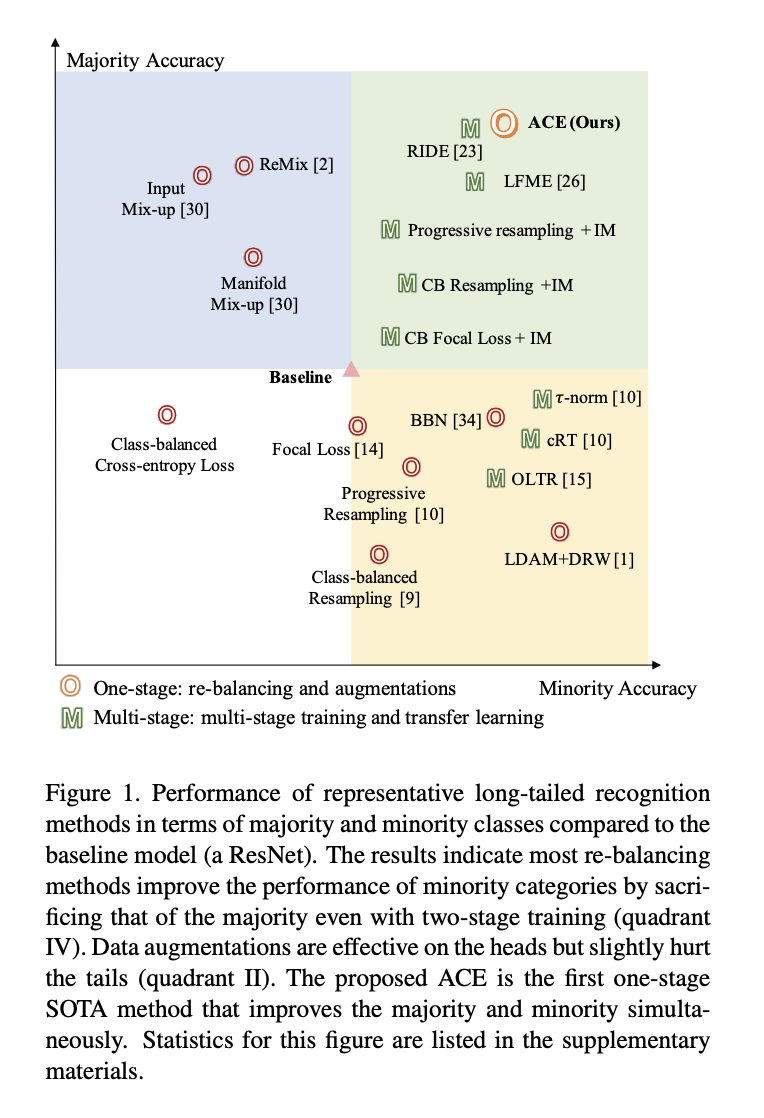 Majority Accuracy
O ACE (Ours)
M
RIDE [23]
O ReMix [2]
O
Input
Mix-up [30]
M LFME [26]
M Progressive resampling + IM
O
Manifold
Mix-up [30]
M CB Resampling +IM
M CB Focal Loss + IM
Baseline
M τ-norm [10]
BBN [34] O
O
Class-balanced
Cross-entropy Loss
O
Focal Loss [14]
M cRT [10]
O
Progressive
Resampling [10]
M OLTR [15]
O
LDAM+DRW [1]
O
Class-balanced
Resampling [9]
O One-stage: re-balancing and augmentations
Minority Accuracy
M Multi-stage: multi-stage training and transfer learning
Figure 1. Performance of representative long-tailed recognition
methods in terms of majority and minority classes compared to the
baseline model (a ResNet). The results indicate most re-balancing
methods improve the performance of minority categories by sacri-
ficing that of the majority even with two-stage training (quadrant
IV). Data augmentations are effective on the heads but slightly hurt
the tails (quadrant II). The proposed ACE is the first one-stage
SOTA method that improves the majority and minority simulta-
neously. Statistics for this figure are listed in the supplementary
materials.